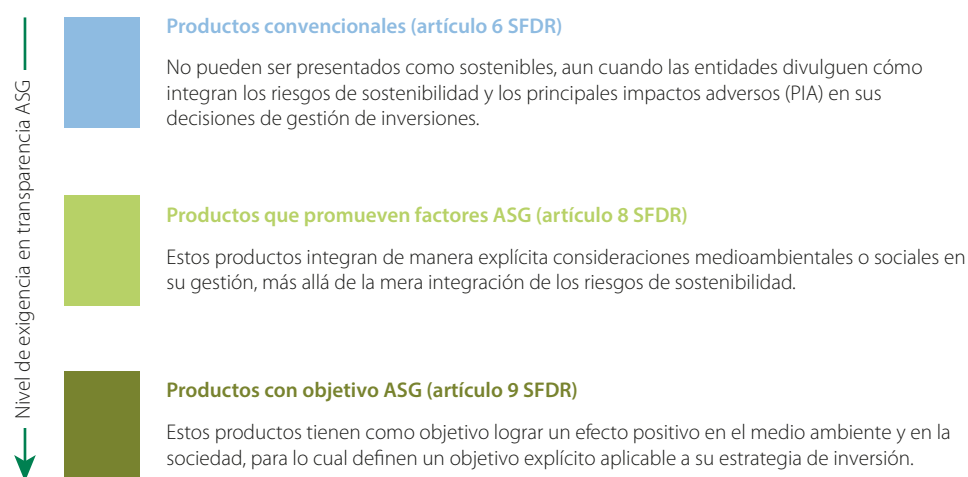 Nivel de exigencia en transparencia ASG
Productos convencionales (artículo 6 SFDR)
No pueden ser presentados como sostenibles, aun cuando las entidades divulguen cómo
integran los riesgos de sostenibilidad y los principales impactos adversos (PIA) en sus
decisiones de gestión de inversiones.
Productos que promueven factores ASG (artículo 8 SFDR)
Estos productos integran de manera explícita consideraciones medioambientales o sociales en
su gestión, más allá de la mera integración de los riesgos de sostenibilidad.
Productos con objetivo ASG (artículo 9 SFDR)
Estos productos tienen como objetivo lograr un efecto positivo en el medio ambiente y en la
sociedad, para lo cual definen un objetivo explícito aplicable a su estrategia de inversión.